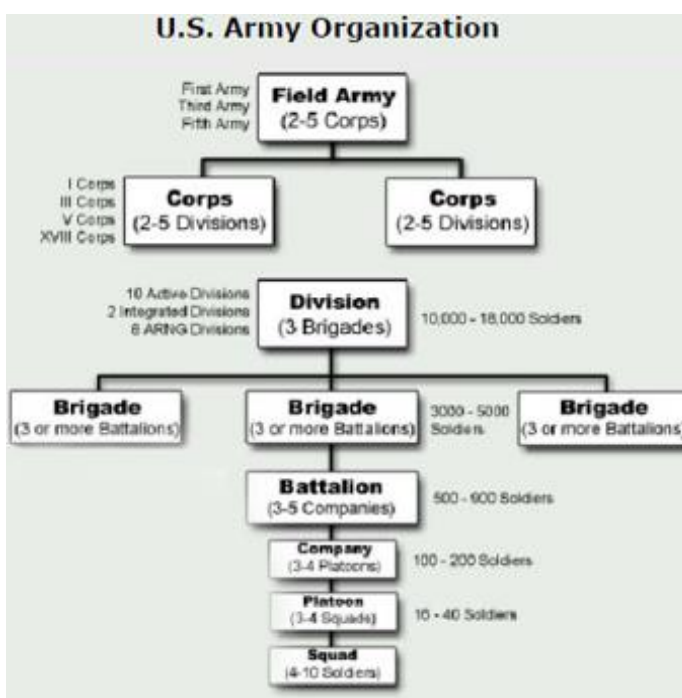 U.S. Army Organization
First Army
Third Army
Fifth Army
Field Army
(2-5 Corps)
I Corps
III Corps
V Corps
XVIII Corps
Corps
(2-5 Divisions)
Corps
(2-5 Divisions)
10 Active Divisions
2 Integrated Divisions
6 ARNG Divisions
Division
(3 Brigades)
10,000 - 18,000 Soldiers
Brigade
(3 or more Battalions)
Brigade
(3 or more Battalions)
3000 - 5000
Soldiers
Brigade
(3 or more Battalions)
Battalion
(3-5 Companies)
500 - 900 Soldiers
Company
(3-4 Platoons)
100 - 200 Soldiers
Platoon
(3-4 Squads)
16 - 40 Soldiers
Squad
(4-10 Soldiers)